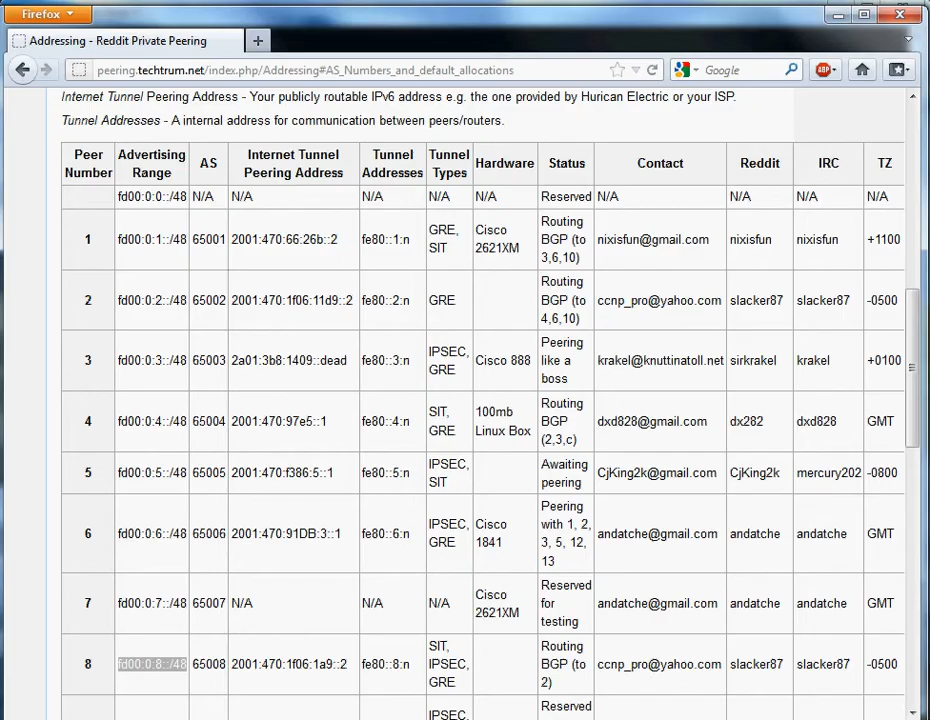 Firefox
Addressing - Reddit Private Peering
peering.techtrum.net/index.php/Addressing#AS_Numbers_and_default_allocations
Google
ABP
Internet Tunnel Peering Address - Your publicly routable IPv6 address e.g. the one provided by Hurican Electric or your ISP.
Tunnel Addresses - A internal address for communication between peers/routers.
Peer Number Advertising Range AS Internet Tunnel Peering Address Tunnel Addresses Tunnel Types Hardware Status Contact Reddit IRC TZ
fd00:0:0::/48 N/A N/A N/A N/A N/A Reserved N/A N/A N/A N/A
1 fd00:0:1::/48 65001 2001:470:66:26b::2 fe80::1:n GRE, SIT Cisco 2621XM Routing BGP (to 3,6,10) nixisfun@gmail.com nixisfun nixisfun +1100
2 fd00:0:2::/48 65002 2001:470:1f06:11d9::2 fe80::2:n GRE Routing BGP (to 4,6,10) ccnp_pro@yahoo.com slacker87 slacker87 -0500
3 fd00:0:3::/48 65003 2a01:3b8:1409::dead fe80::3:n IPSEC, GRE Cisco 888 Peering like a boss krakel@knuttinatoll.net sirkrakel krakel +0100
4 fd00:0:4::/48 65004 2001:470:97e5::1 fe80::4:n SIT, GRE 100mb Linux Box Routing BGP (2,3,c) dxd828@gmail.com dx282 dxd828 GMT
5 fd00:0:5::/48 65005 2001:470:f386:5::1 fe80::5:n IPSEC, SIT Awaiting peering CjKing2k@gmail.com CjKing2k mercury202 -0800
6 fd00:0:6::/48 65006 2001:470:91DB:3::1 fe80::6:n IPSEC, GRE Cisco 1841 Peering with 1, 2, 3, 5, 12, 13 andatche@gmail.com andatche andatche GMT
7 fd00:0:7::/48 65007 N/A N/A N/A Cisco 2621XM Reserved for testing andatche@gmail.com andatche andatche GMT
8 fd00:0:8::/48 65008 2001:470:1f06:1a9::2 fe80::8:n SIT, IPSEC, GRE Routing BGP (to 2) ccnp_pro@yahoo.com slacker87 slacker87 -0500
IPSEC, Reserved